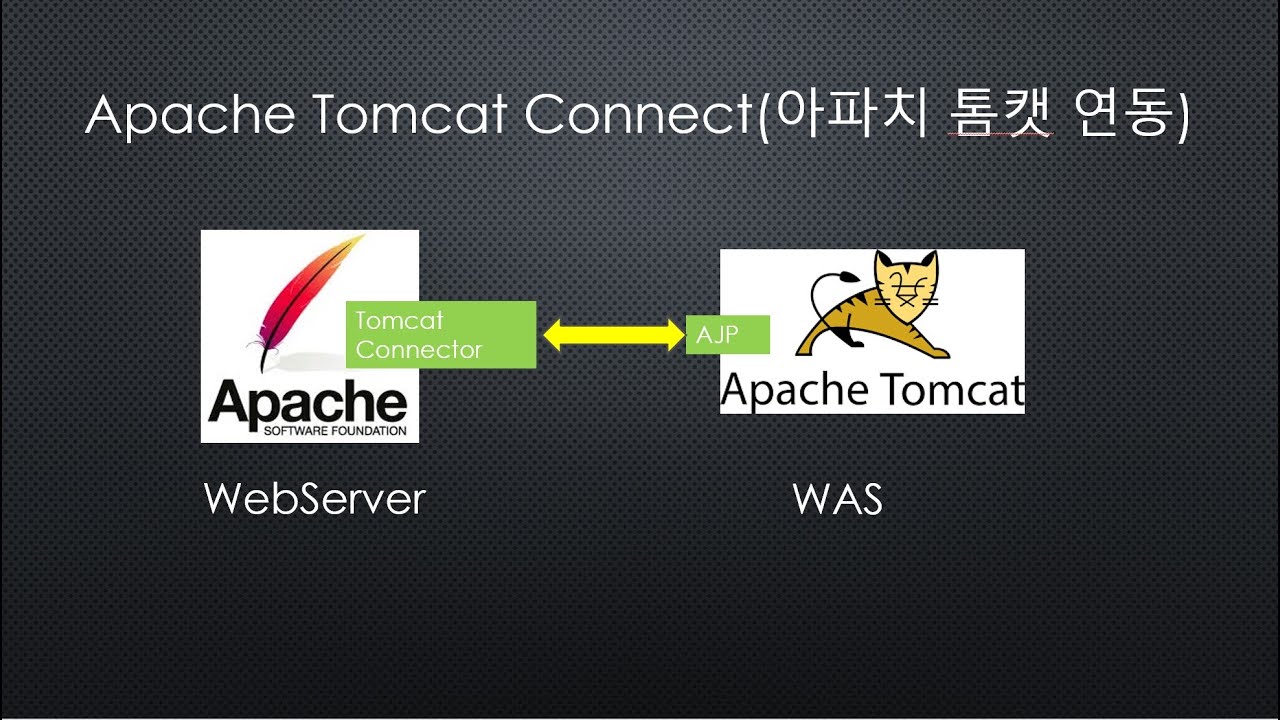 Apache Tomcat Connect(아파치 톰캣 연동)
Tomcat
Connector
AJP
Apache
SOFTWARE FOUNDATION
Apache Tomcat
WebServer
WAS